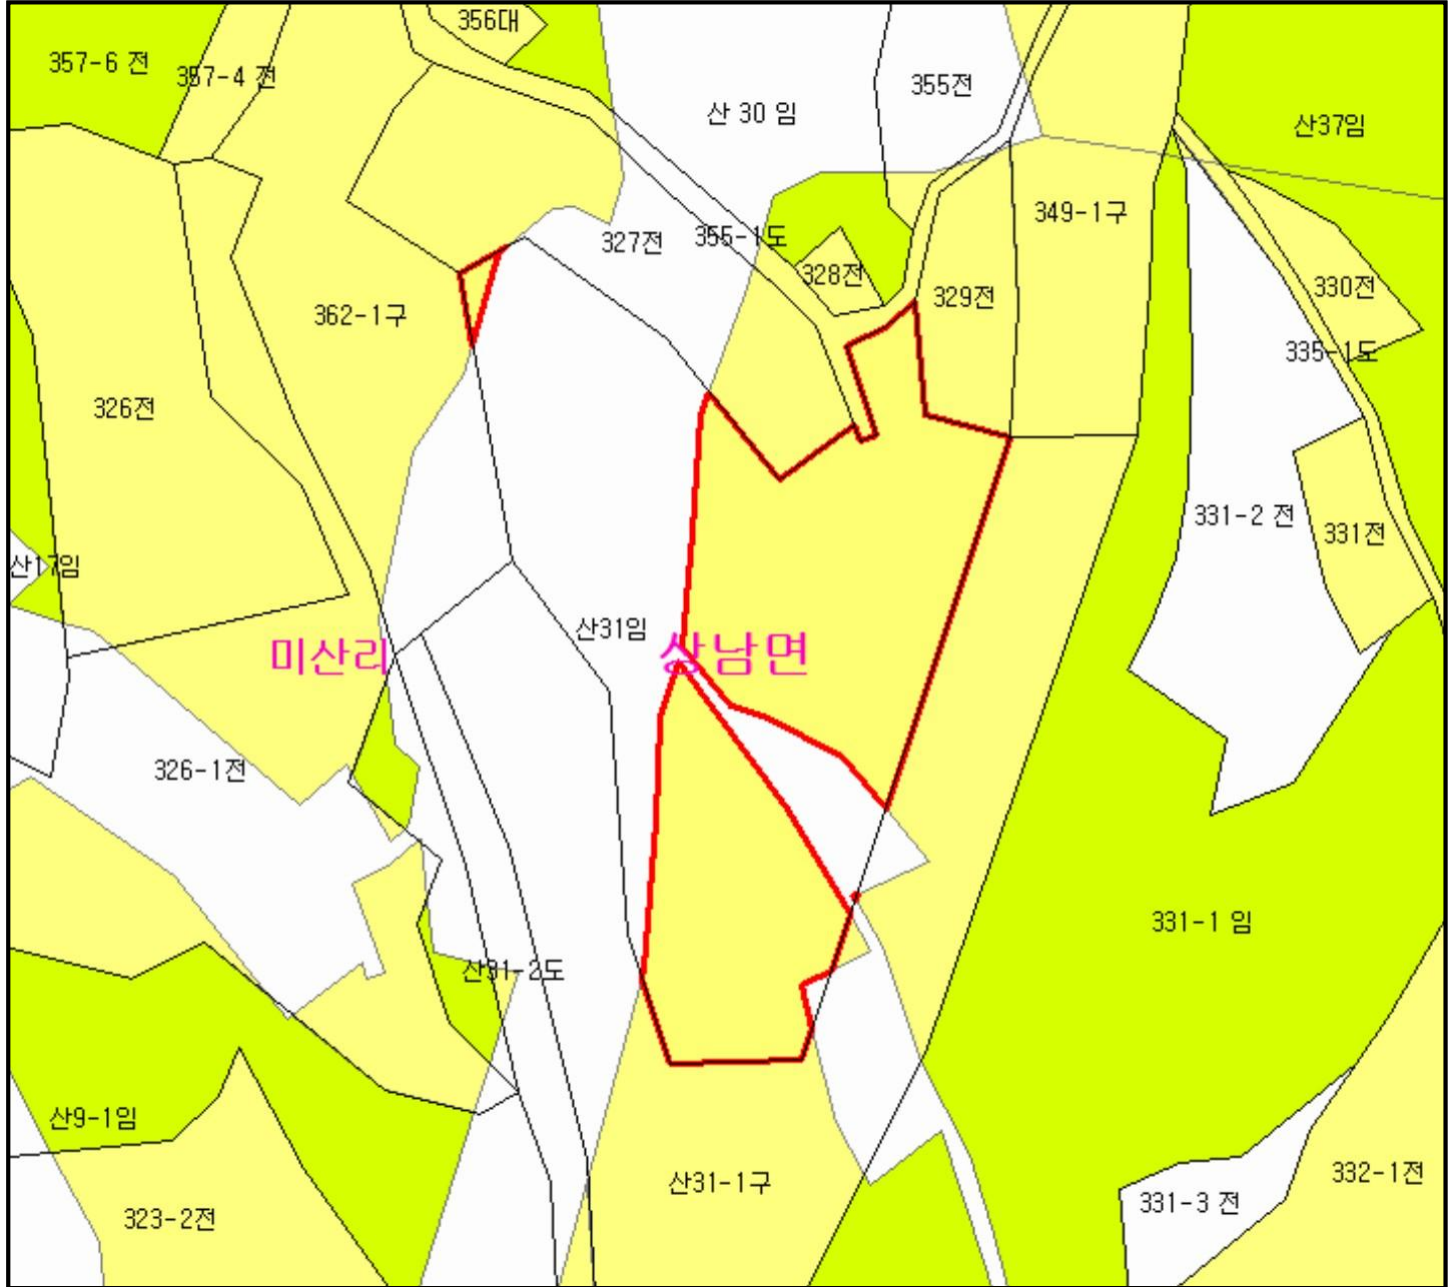 356대
357-6 전
357-4 전
355전
산 30 임
산37임
349-1구
355-1도
327전
328전
330전
329전
362-1구
335-1도
326전
331-2 전
331전
산17임
산31임
미산리
상남면
326-1전
331-1 임
산31-2도
산9-1임
332-1전
산31-1구
331-3 전
323-2전